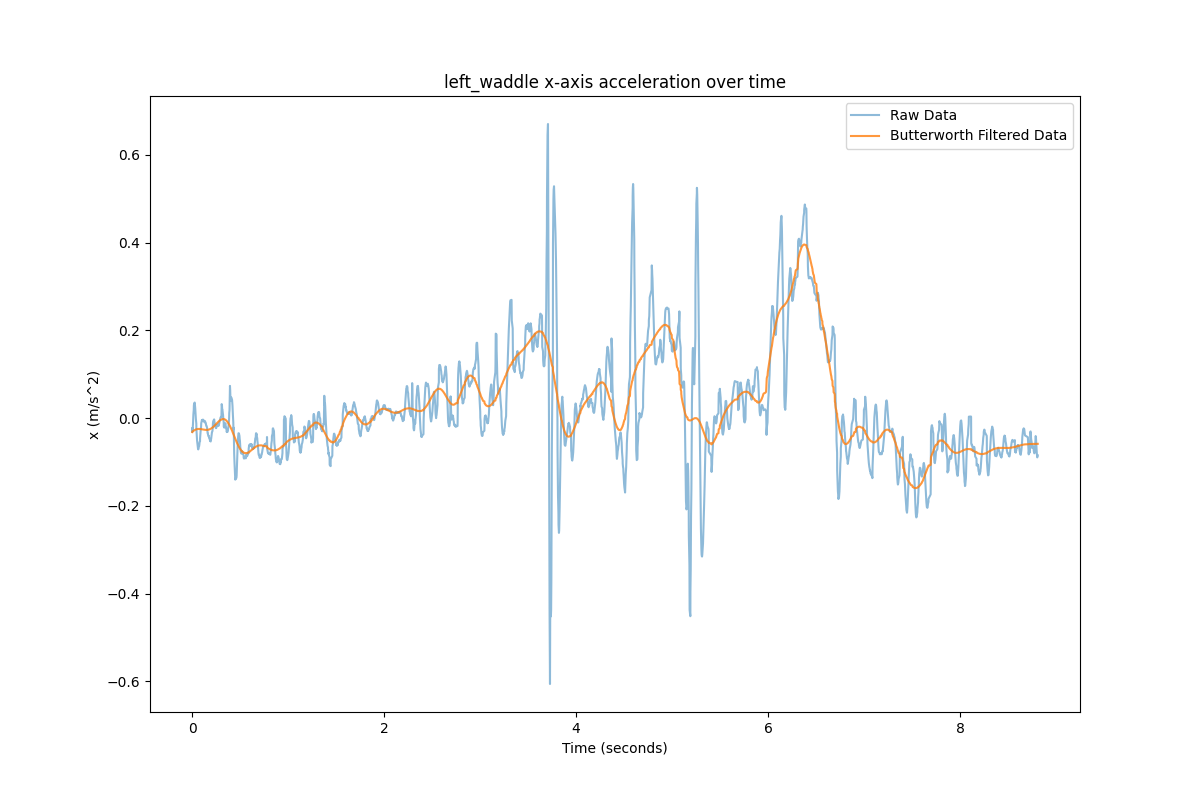 left_waddle x-axis acceleration over time
Raw Data
Butterworth Filtered Data
0.6
0.4
0.2
0.0
−0.2
−0.4
−0.6
x (m/s^2)
0 2 4 6 8
Time (seconds)